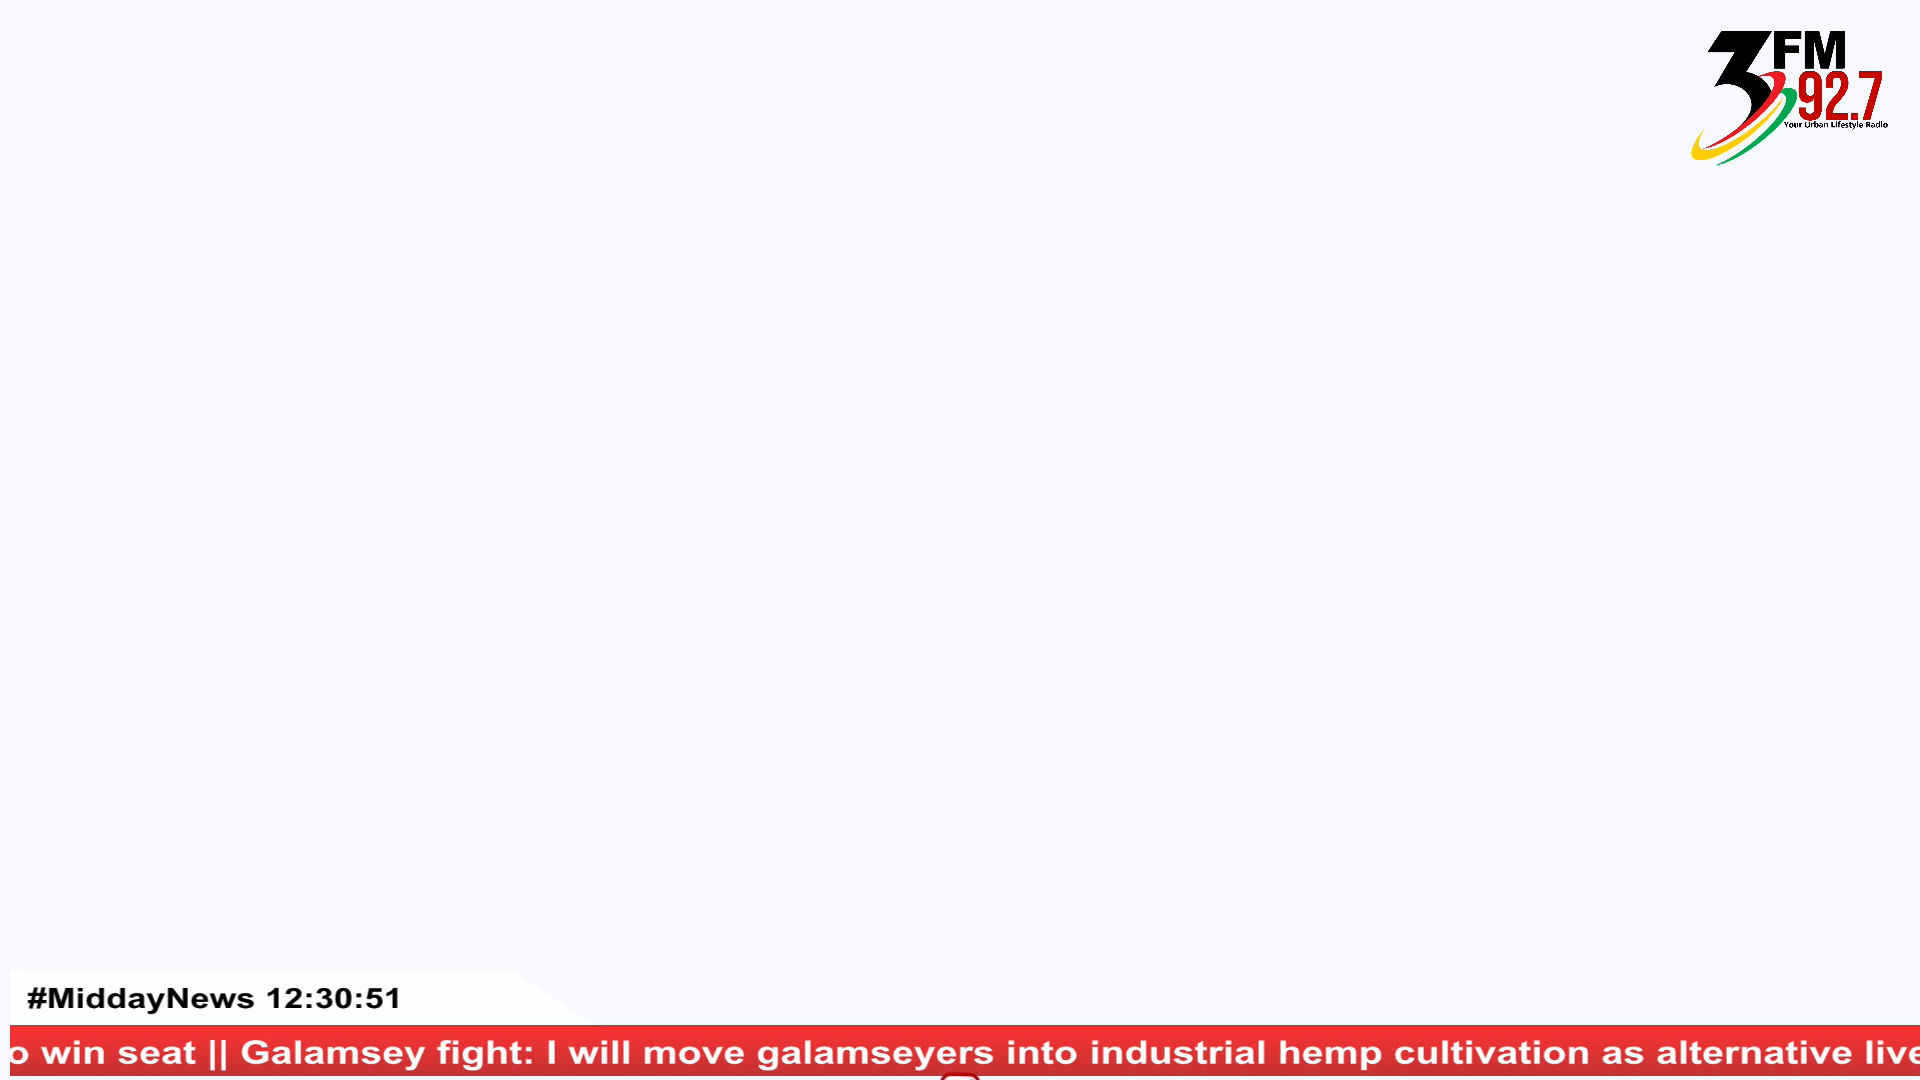 3FM
92.7
Your Urban Lifestyle Radio
#MiddayNews 12:30:51
o win seat || Galamsey fight: I will move galamseyers into industrial hemp cultivation as alternative live